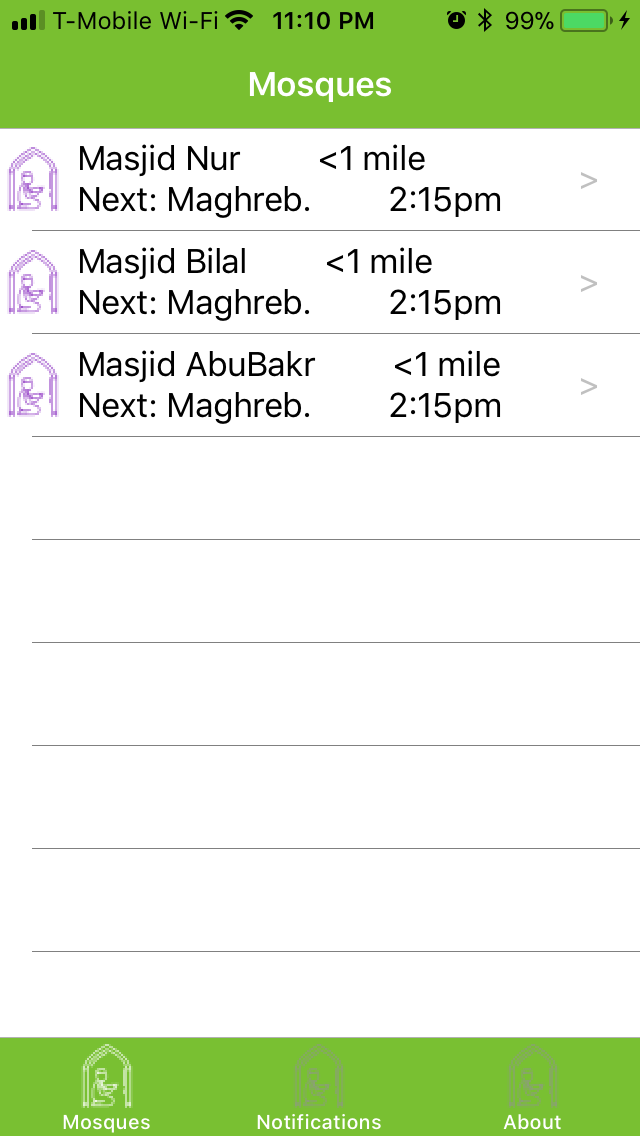 T-Mobile Wi-Fi 11:10 PM 99%
Mosques
Masjid Nur <1 mile
Next: Maghreb. 2:15pm
>
Masjid Bilal <1 mile
Next: Maghreb. 2:15pm
>
Masjid AbuBakr <1 mile
Next: Maghreb. 2:15pm
>
Mosques Notifications About